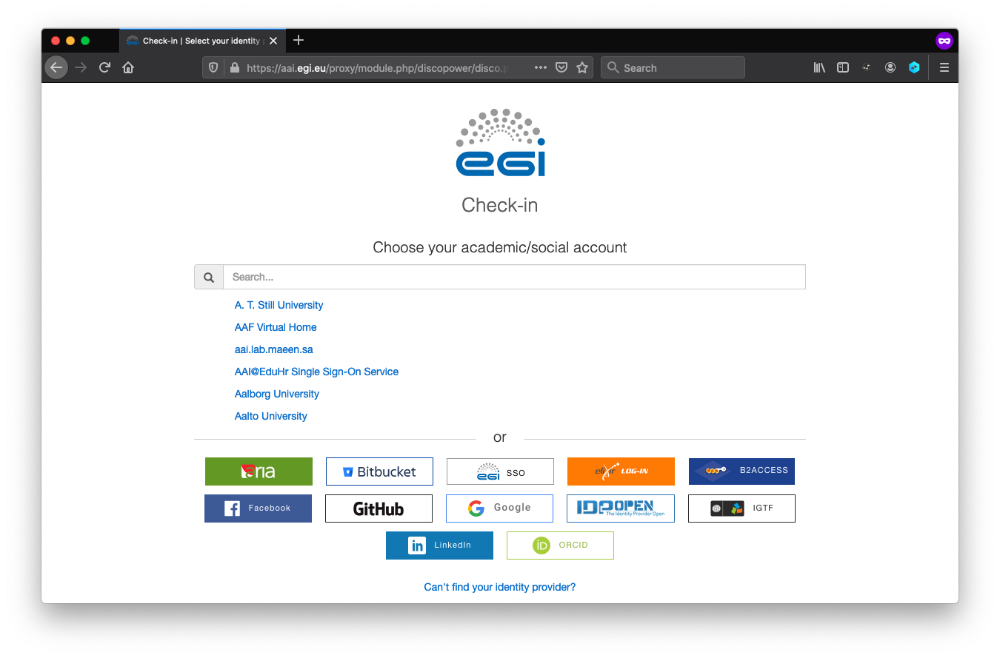 Check-in | Select your identity p
https://aai.egi.eu/proxy/module.php/discopower/disco.p
Search
egi
Check-in
Choose your academic/social account
Search...
A. T. Still University
AAF Virtual Home
aai.lab.maeen.sa
AAI@EduHr Single Sign-On Service
Aalborg University
Aalto University
or
aria
Bitbucket
egi SSO
elixir LOG-IN
B2ACCESS
Facebook
GitHub
Google
IDPOPEN The Identity Provider Open
IGTF
in LinkedIn
iD ORCID
Can't find your identity provider?